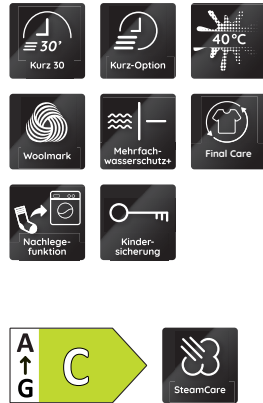 30'
Kurz 30
Kurz-Option
40°C
Woolmark
Mehrfach-
wasserschutz+
Final Care
Nachlege-
funktion
Kinder-
sicherung
A
G
C
SteamCare